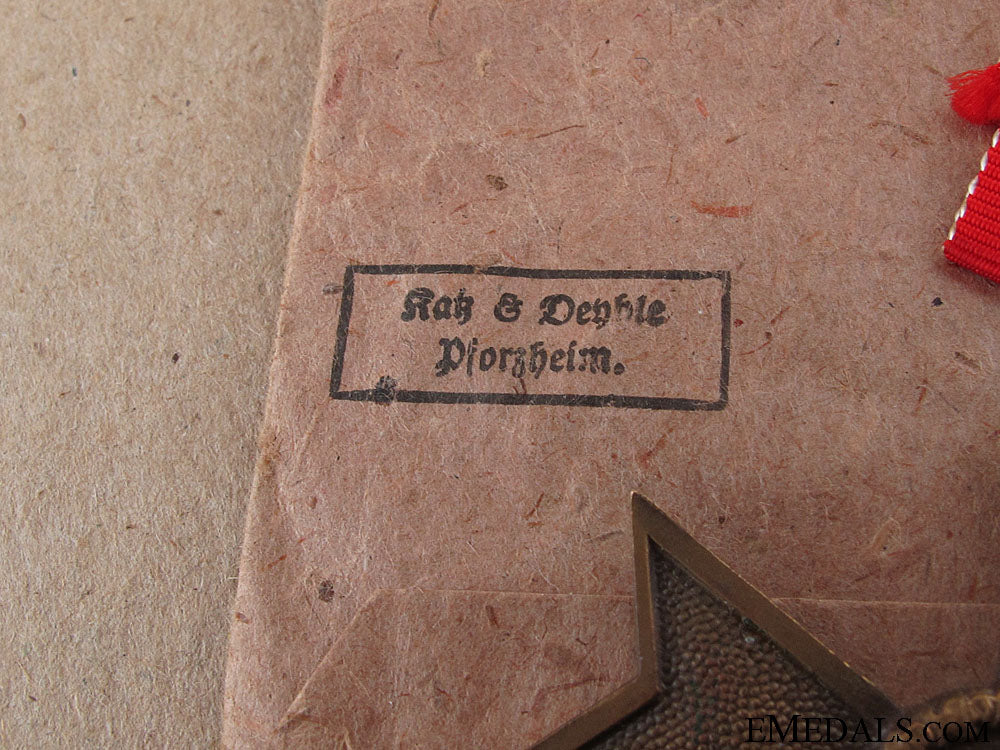 Katz & Deyhle
Pforzheim.
EMEDALS.COM